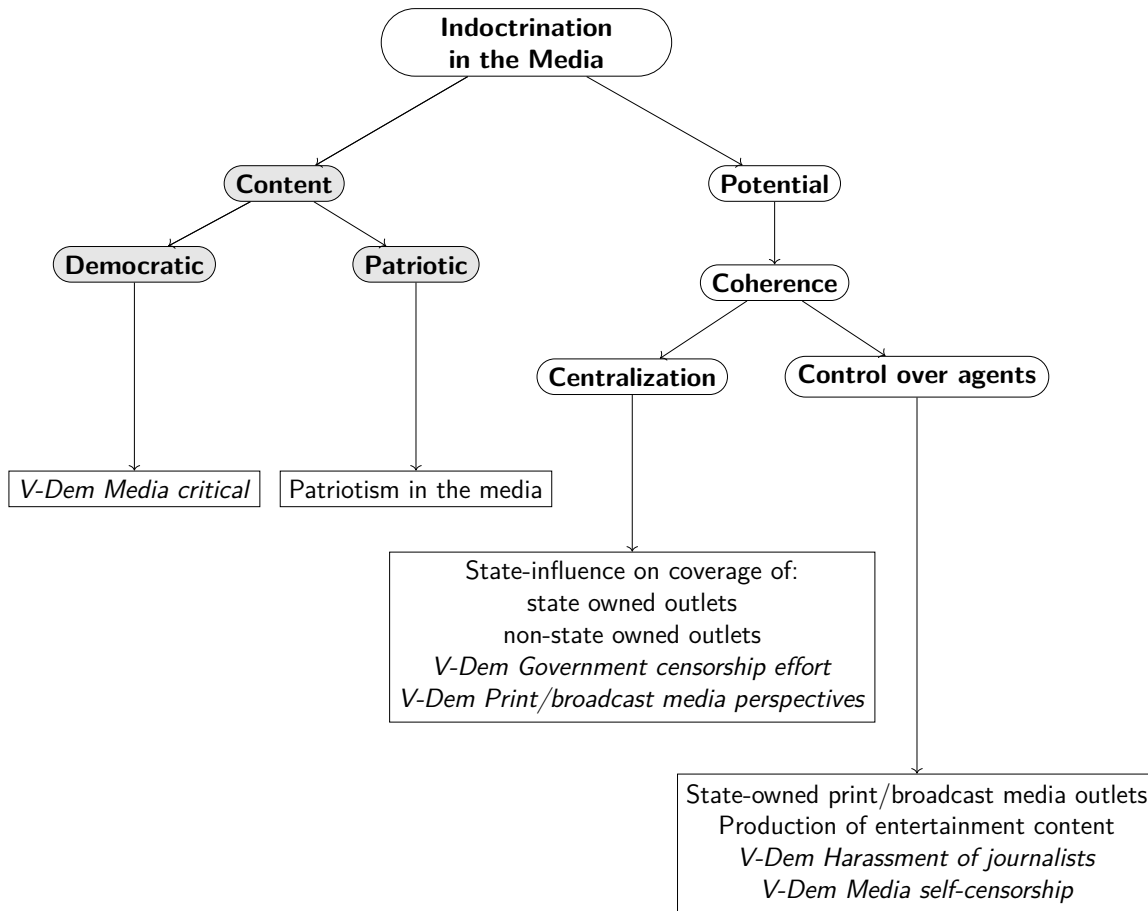 Indoctrination
in the Media
Content
Potential
Democratic
Patriotic
Coherence
Centralization
Control over agents
V-Dem Media critical
Patriotism in the media
State-influence on coverage of:
state owned outlets
non-state owned outlets
V-Dem Government censorship effort
V-Dem Print/broadcast media perspectives
State-owned print/broadcast media outlets
Production of entertainment content
V-Dem Harassment of journalists
V-Dem Media self-censorship